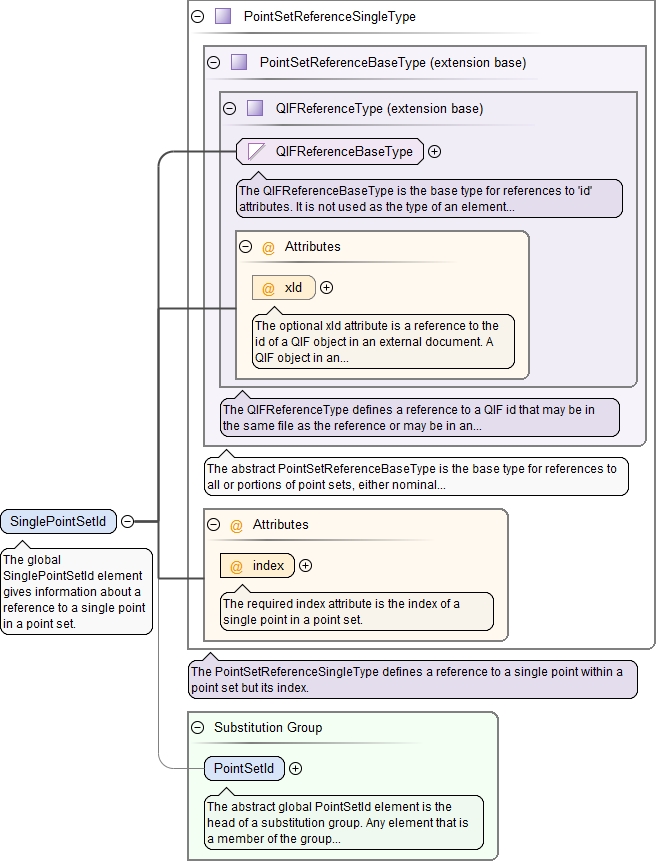 PointSetReferenceSingleType
PointSetReferenceBaseType (extension base)
QIFReferenceType (extension base)
QIFReferenceBaseType
The QIFReferenceBaseType is the base type for references to 'id'
attributes. It is not used as the type of an element...
@ Attributes
@ xId
The optional xId attribute is a reference to the
id of a QIF object in an external document. A
QIF object in an...
The QIFReferenceType defines a reference to a QIF id that may be in
the same file as the reference or may be in an...
The abstract PointSetReferenceBaseType is the base type for references to
all or portions of point sets, either nominal...
SinglePointSetId
The global
SinglePointSetId element
gives information about a
reference to a single point
in a point set.
@ Attributes
@ index
The required index attribute is the index of a
single point in a point set.
The PointSetReferenceSingleType defines a reference to a single point within a
point set but its index.
Substitution Group
PointSetId
The abstract global PointSetId element is the
head of a substitution group. Any element that is
a member of the group...